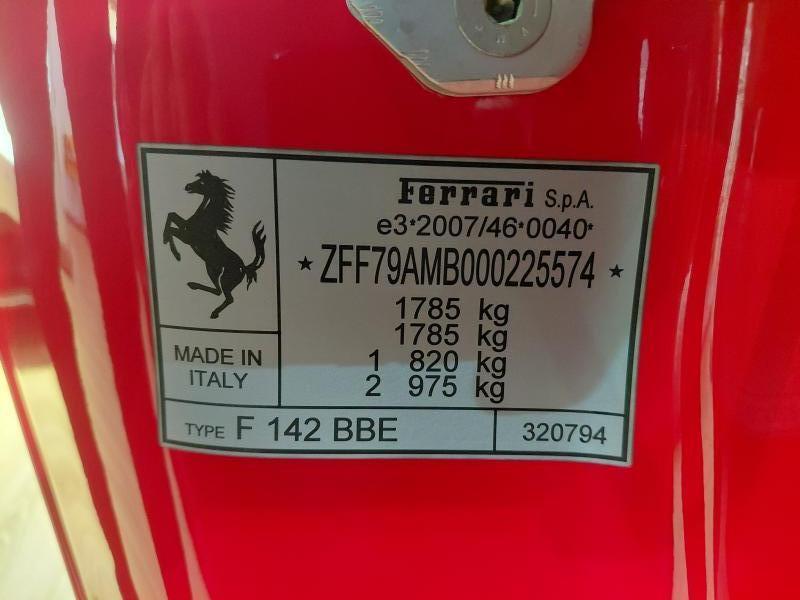 Ferrari S.p.A.
e3*2007/46*0040*
★ ZFF79AMB000225574 ★
1785 kg
1785 kg
1 820 kg
2 975 kg
MADE IN
ITALY
TYPE F 142 BBE
320794